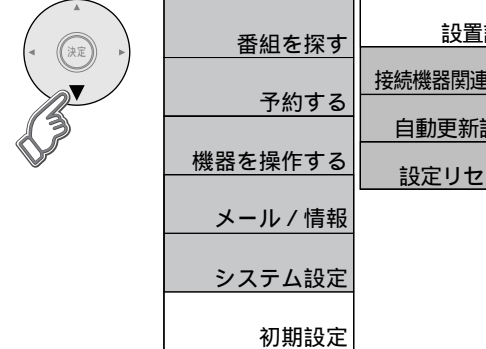 決定
番組を探す
予約する
機器を操作する
メール / 情報
システム設定
初期設定
設置
接続機器関連
自動更新
設定リセ